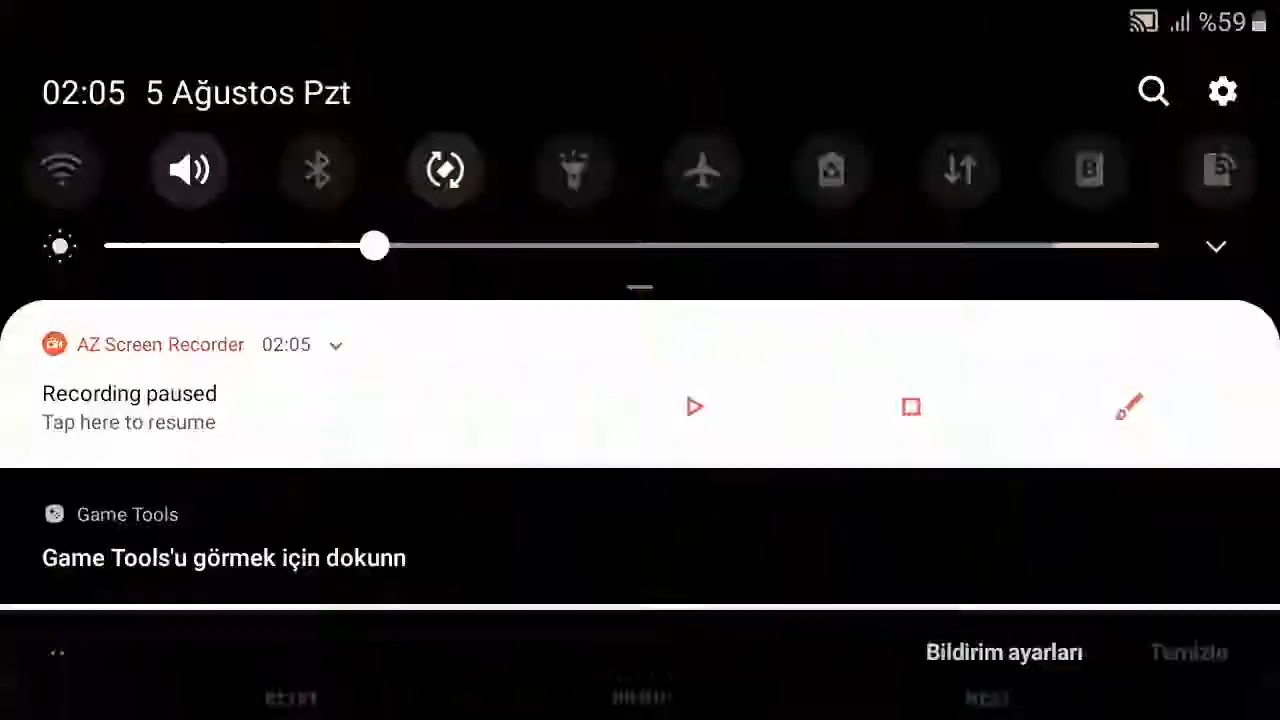 %59
02:05 5 Ağustos Pzt
AZ Screen Recorder 02:05
Recording paused
Tap here to resume
Game Tools
Game Tools'u görmek için dokunn
Bildirim ayarları
Temizle